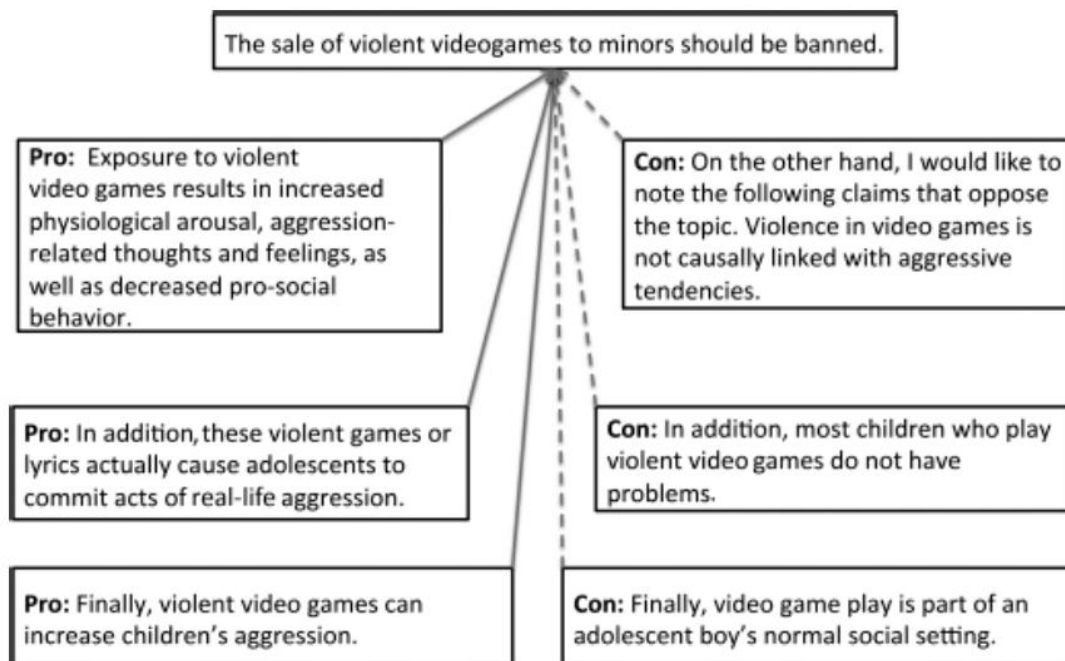 The sale of violent videogames to minors should be banned.
Pro: Exposure to violent
video games results in increased
physiological arousal, aggression-
related thoughts and feelings, as
well as decreased pro-social
behavior.
Con: On the other hand, I would like to
note the following claims that oppose
the topic. Violence in video games is
not causally linked with aggressive
tendencies.
Pro: In addition, these violent games or
lyrics actually cause adolescents to
commit acts of real-life aggression.
Con: In addition, most children who play
violent video games do not have
problems.
Pro: Finally, violent video games can
increase children's aggression.
Con: Finally, video game play is part of an
adolescent boy's normal social setting.